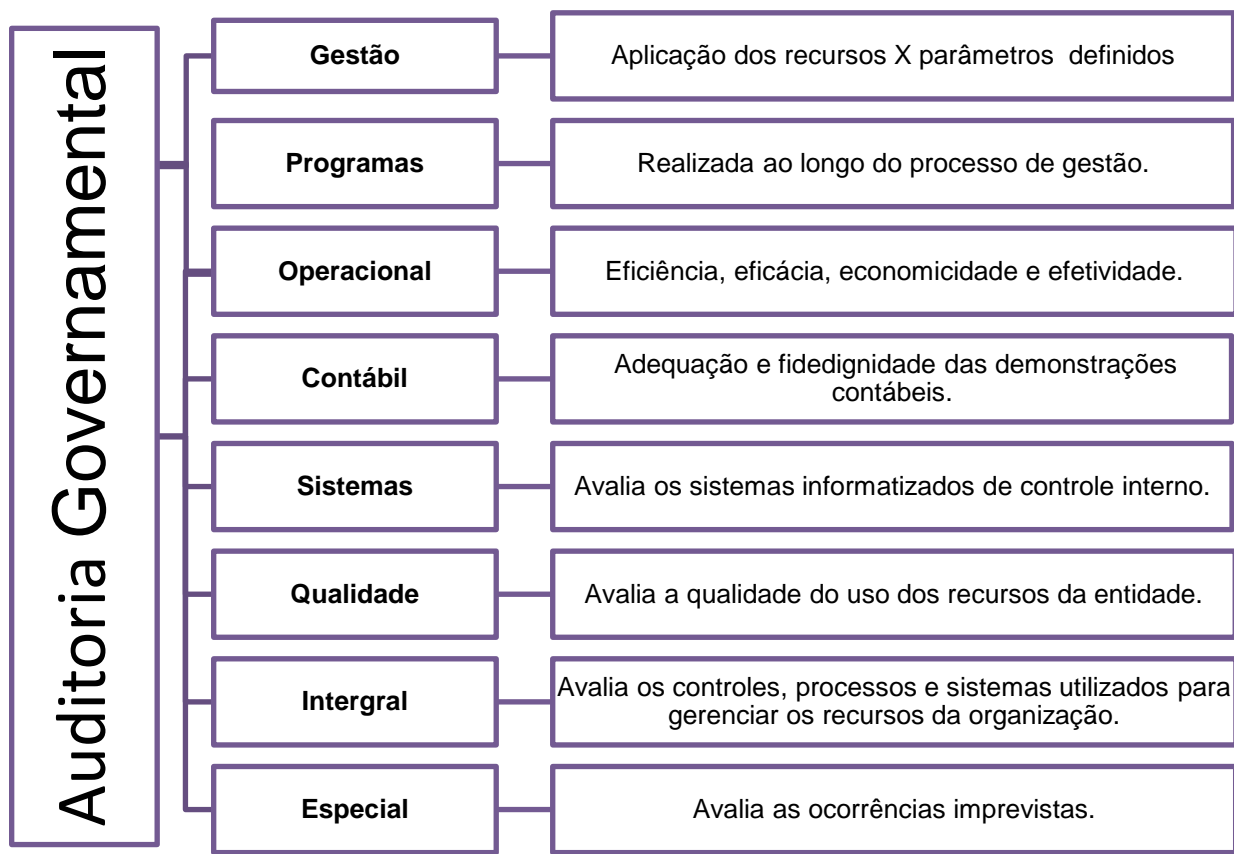 Auditoria Governamental
Gestão
Aplicação dos recursos X parâmetros definidos
Programas
Realizada ao longo do processo de gestão.
Operacional
Eficiência, eficácia, economicidade e efetividade.
Contábil
Adequação e fidedignidade das demonstrações
contábeis.
Sistemas
Avalia os sistemas informatizados de controle interno.
Qualidade
Avalia a qualidade do uso dos recursos da entidade.
Intergral
Avalia os controles, processos e sistemas utilizados para
gerenciar os recursos da organização.
Especial
Avalia as ocorrências imprevistas.